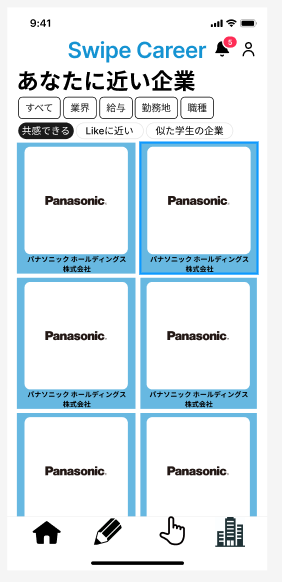 9:41
Swipe Career
5
あなたに近い企業
すべて 業界 給与 勤務地 職種
共感できる Likeに近い 似た学生の企業
Panasonic Panasonic
パナソニック ホールディングス 株式会社 パナソニック ホールディングス 株式会社
Panasonic Panasonic
パナソニック ホールディングス 株式会社 パナソニック ホールディングス 株式会社
Panasonic Panasonic